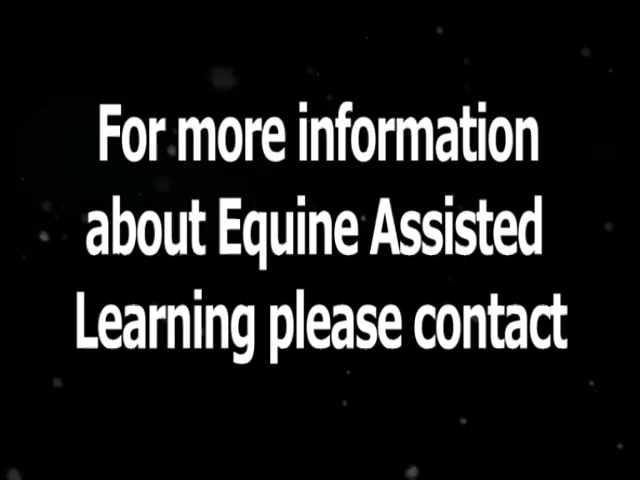 For more information
about Equine Assisted
Learning please contact